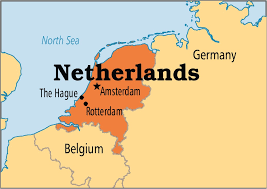 North Sea
Germany
Netherlands
Amsterdam
The Hague
Rotterdam
Belgium